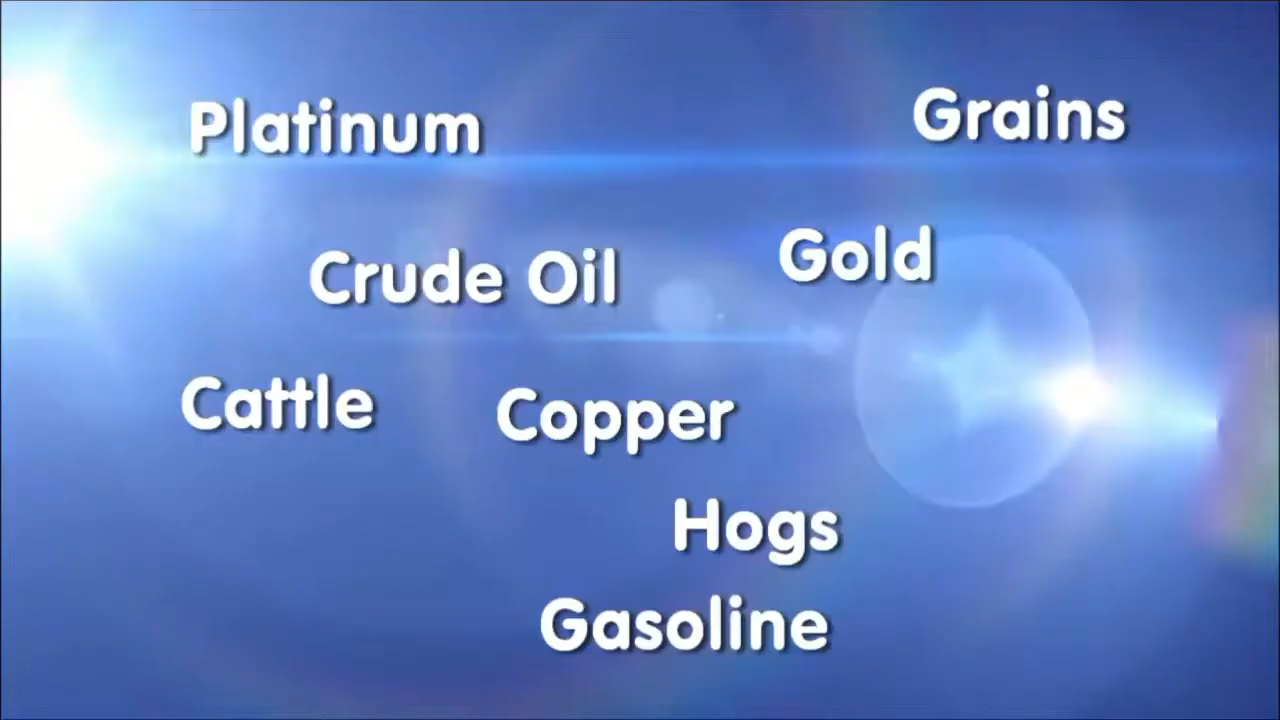 Platinum
Grains
Crude Oil
Gold
Cattle
Copper
Hogs
Gasoline